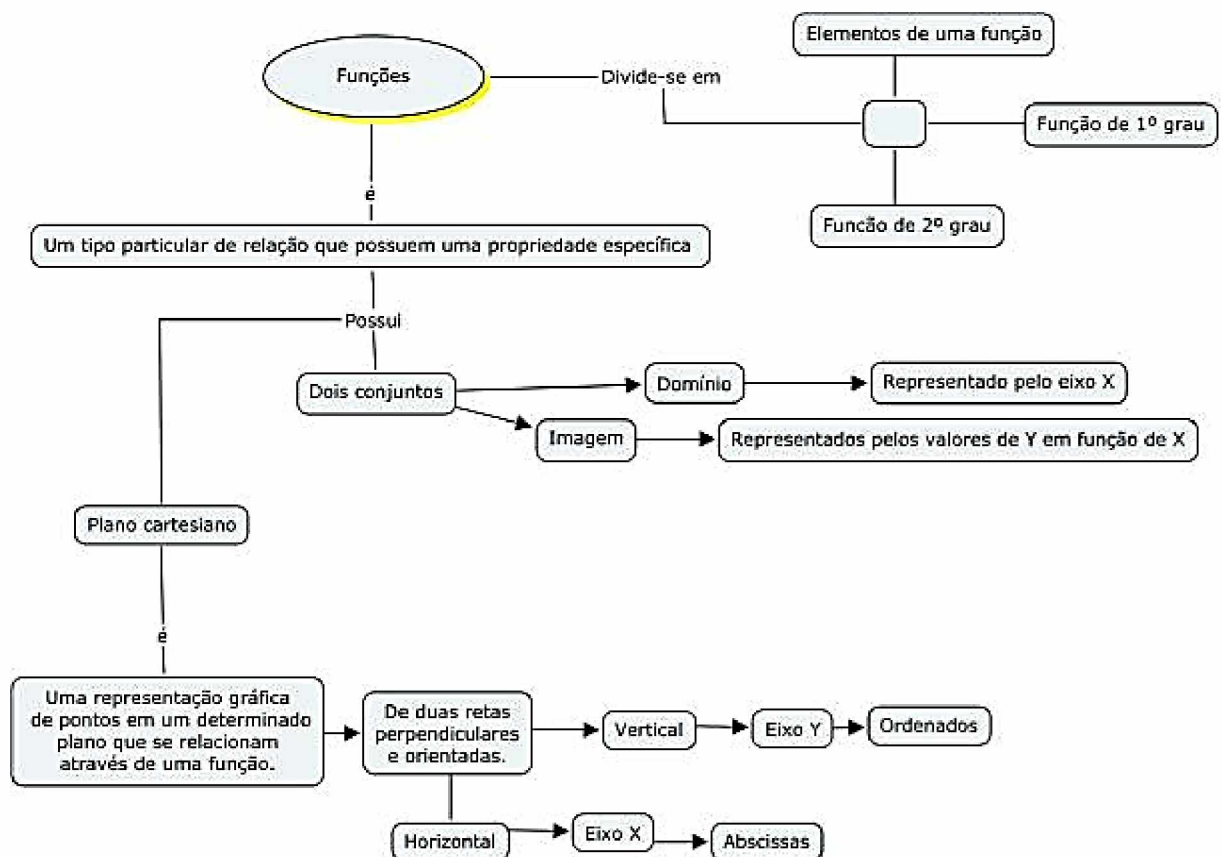 Elementos de uma função
Funções
Divide-se em
Função de 1º grau
Funcão de 2º grau
é
Um tipo particular de relação que possuem uma propriedade específica
Possui
Dois conjuntos
Domínio
Representado pelo eixo X
Imagem
Representados pelos valores de Y em função de X
Plano cartesiano
é
Uma representação gráfica
de pontos em um determinado
plano que se relacionam
através de uma função.
De duas retas
perpendiculares
e orientadas.
Vertical
Eixo Y
Ordenados
Horizontal
Eixo X
Abscissas